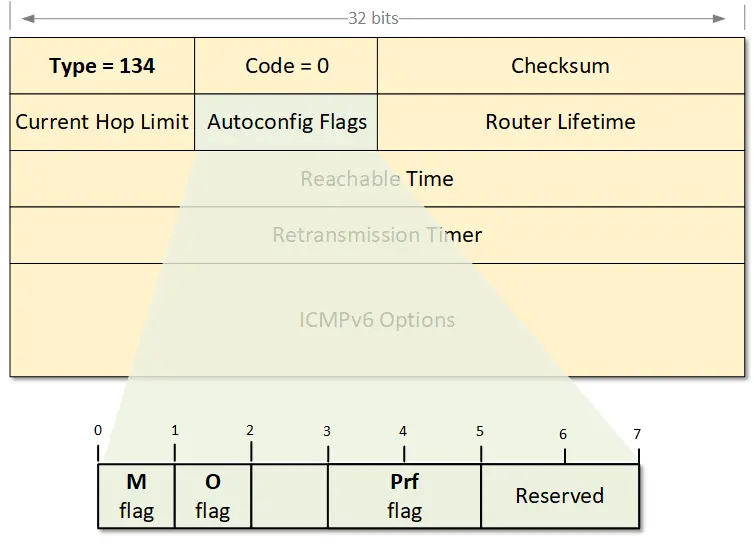 32 bits
Type = 134 Code = 0 Checksum
Current Hop Limit Autoconfig Flags Router Lifetime
Reachable Time
Retransmission Timer
ICMPv6 Options
0 1 2 3 4 5 6 7
M O Prf
flag flag flag Reserved